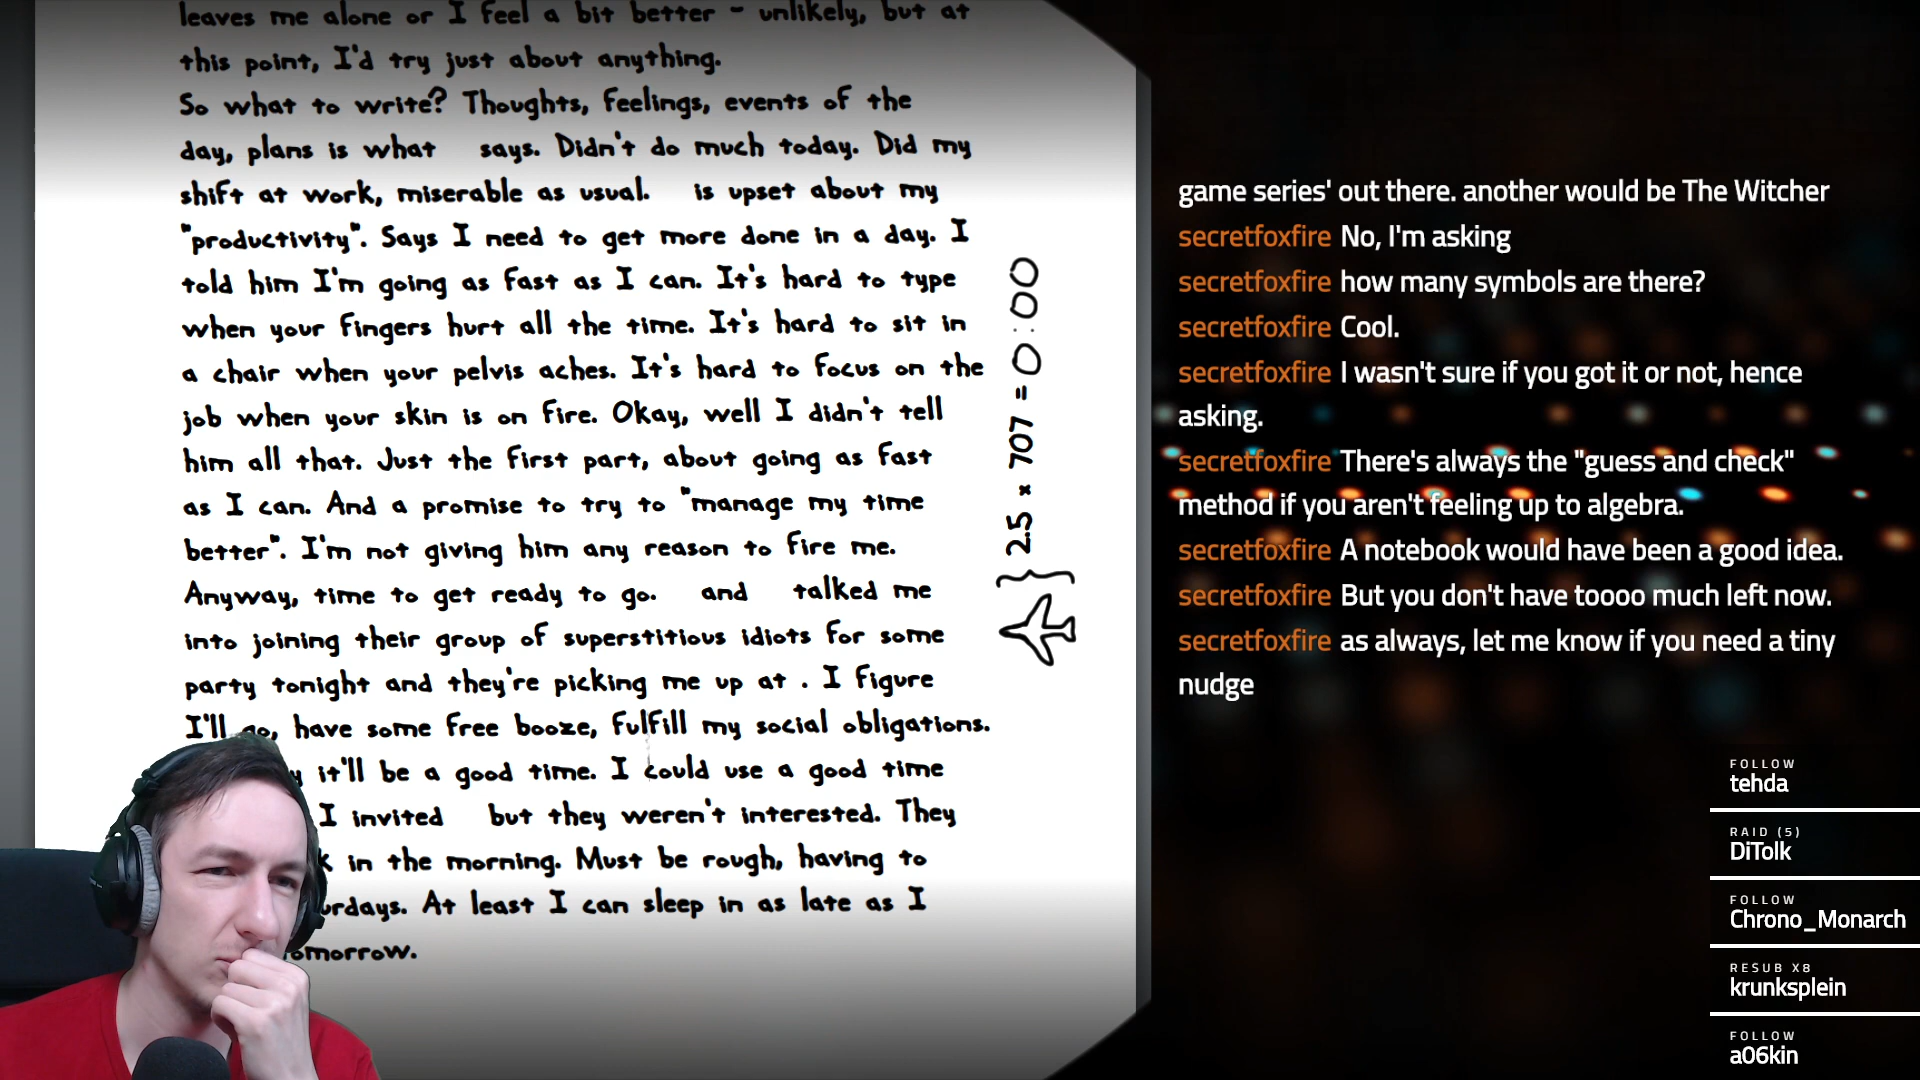 leaves me alone or I feel a bit better - unlikely, but at
this point, I'd try just about anything.
So what to write? Thoughts, feelings, events of the
day, plans is what says. Didn't do much today. Did my
shift at work, miserable as usual. is upset about my
"productivity". Says I need to get more done in a day. I
told him I'm going as fast as I can. It's hard to type
when your fingers hurt all the time. It's hard to sit in
a chair when your pelvis aches. It's hard to focus on the
job when your skin is on fire. Okay, well I didn't tell
him all that. Just the first part, about going as fast
as I can. And a promise to try to "manage my time
better". I'm not giving him any reason to fire me.
Anyway, time to get ready to go. and talked me
into joining their group of superstitious idiots for some
party tonight and they're picking me up at . I figure
I'll go, have some free booze, fulfill my social obligations.
it'll be a good time. I could use a good time
I invited but they weren't interested. They
in the morning. Must be rough, having to
At least I can sleep in as late as I
tomorrow.
2.5 × 707 = 0:00
game series' out there. another would be The Witcher
secretfoxfire No, I'm asking
secretfoxfire how many symbols are there?
secretfoxfire Cool.
secretfoxfire I wasn't sure if you got it or not, hence
asking.
secretfoxfire There's always the "guess and check"
method if you aren't feeling up to algebra.
secretfoxfire A notebook would have been a good idea.
secretfoxfire But you don't have toooo much left now.
secretfoxfire as always, let me know if you need a tiny
nudge
FOLLOW
tehda
RAID (5)
DiTolk
FOLLOW
Chrono_Monarch
RESUB X8
krunksplein
FOLLOW
a06kin